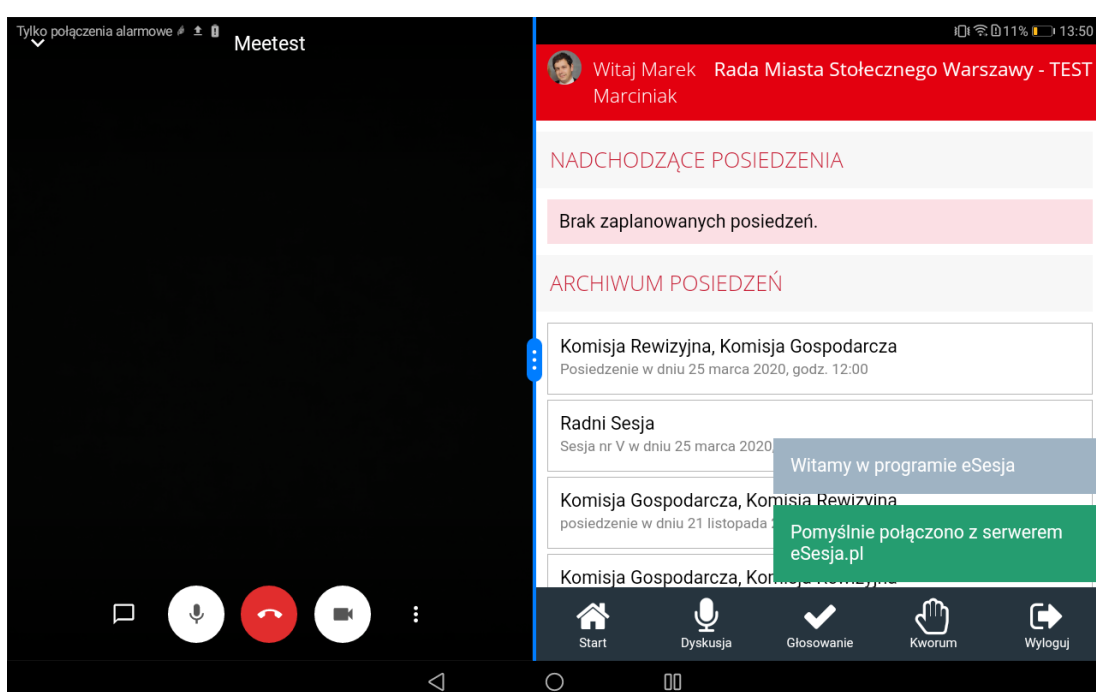 Tylko połączenia alarmowe
Meetest
11% 13:50
Witaj Marek
Marciniak
Rada Miasta Stołecznego Warszawy - TEST
NADCHODZĄCE POSIEDZENIA
Brak zaplanowanych posiedzeń.
ARCHIWUM POSIEDZEŃ
Komisja Rewizyjna, Komisja Gospodarcza
Posiedzenie w dniu 25 marca 2020, godz. 12:00
Radni Sesja
Sesja nr V w dniu 25 marca 2020,
Witamy w programie eSesja
Komisja Gospodarcza, Komisja Rewizyjna
posiedzenie w dniu 21 listopada
Pomyślnie połączono z serwerem
eSesja.pl
Komisja Gospodarcza, Komisja Rewizyjna
Start
Dyskusja
Głosowanie
Kworum
Wyloguj